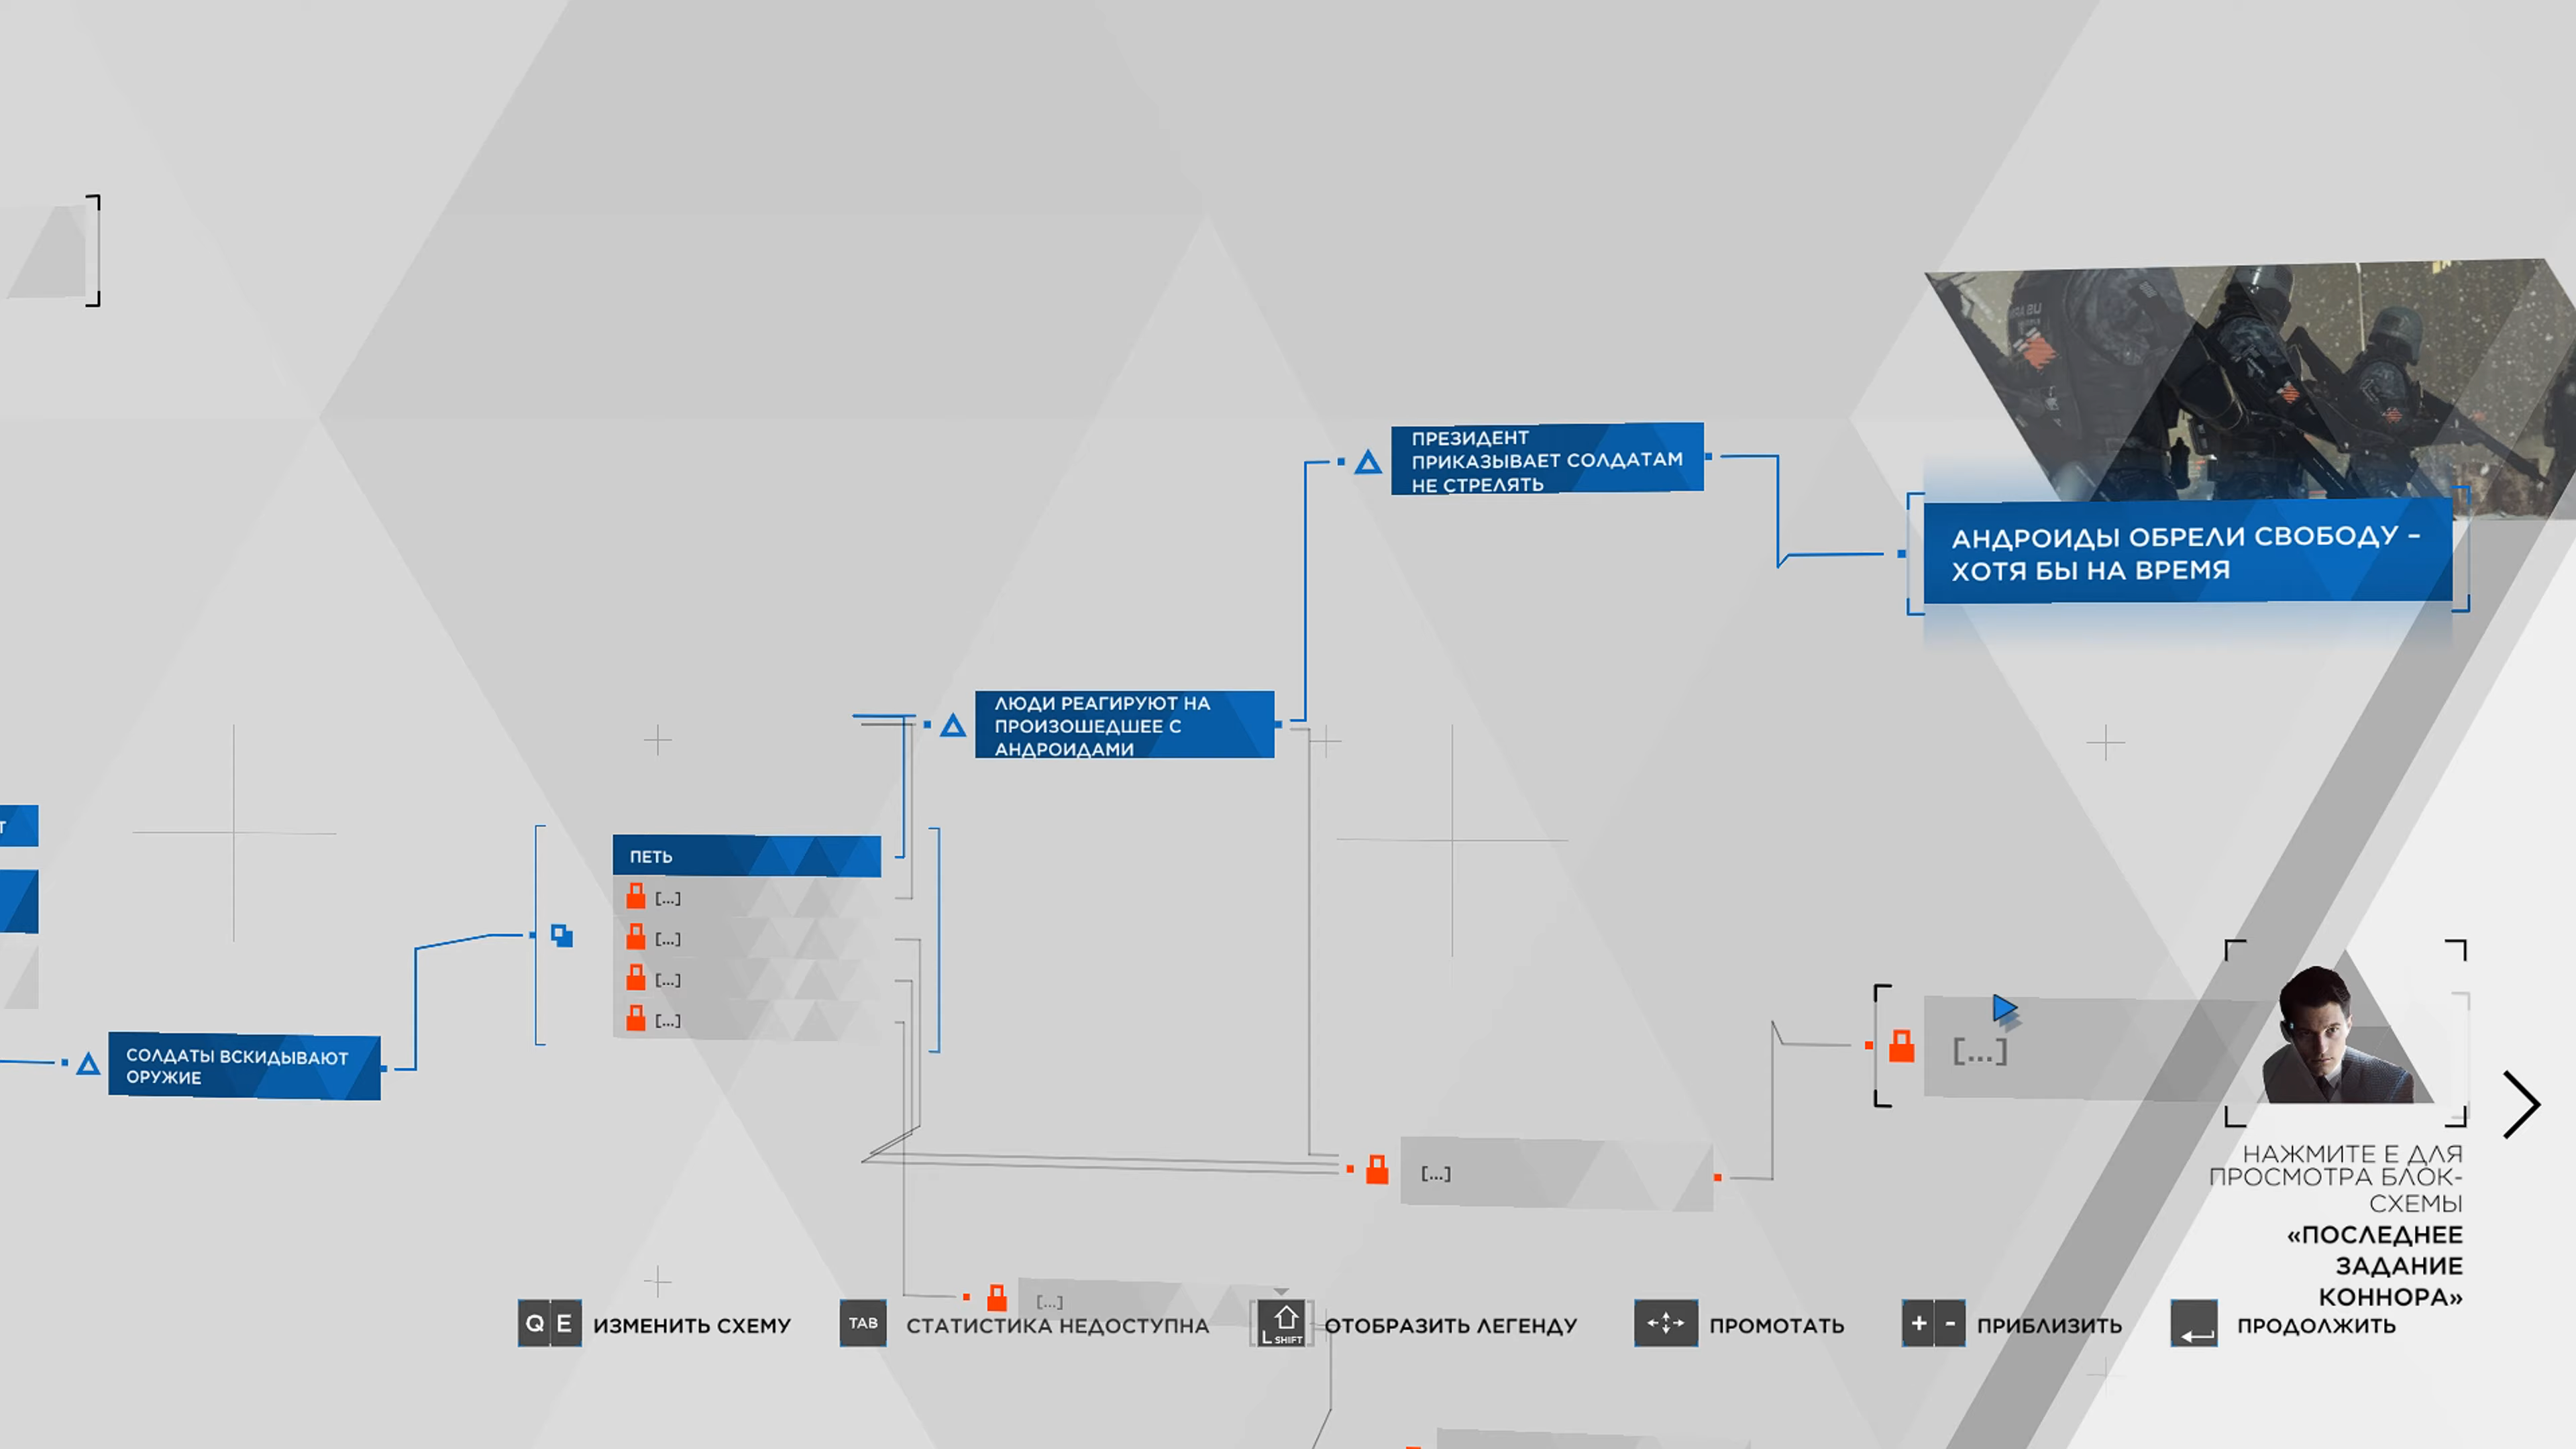 ПРЕЗИДЕНТ
ПРИКАЗЫВАЕТ СОЛДАТАМ
НЕ СТРЕЛЯТЬ
АНДРОИДЫ ОБРЕЛИ СВОБОДУ –
ХОТЯ БЫ НА ВРЕМЯ
ЛЮДИ РЕАГИРУЮТ НА
ПРОИЗОШЕДШЕЕ С
АНДРОИДАМИ
Т
ПЕТЬ
[...]
[...]
[...]
[...]
СОЛДАТЫ ВСКИДЫВАЮТ
ОРУЖИЕ
[...]
[...]
[...]
НАЖМИТЕ E ДЛЯ
ПРОСМОТРА БЛОК-
СХЕМЫ
«ПОСЛЕДНЕЕ
ЗАДАНИЕ
КОННОРА»
Q E ИЗМЕНИТЬ СХЕМУ
TAB СТАТИСТИКА НЕДОСТУПНА
L SHIFT ОТОБРАЗИТЬ ЛЕГЕНДУ
ПРОМОТАТЬ
+ - ПРИБЛИЗИТЬ
ПРОДОЛЖИТЬ